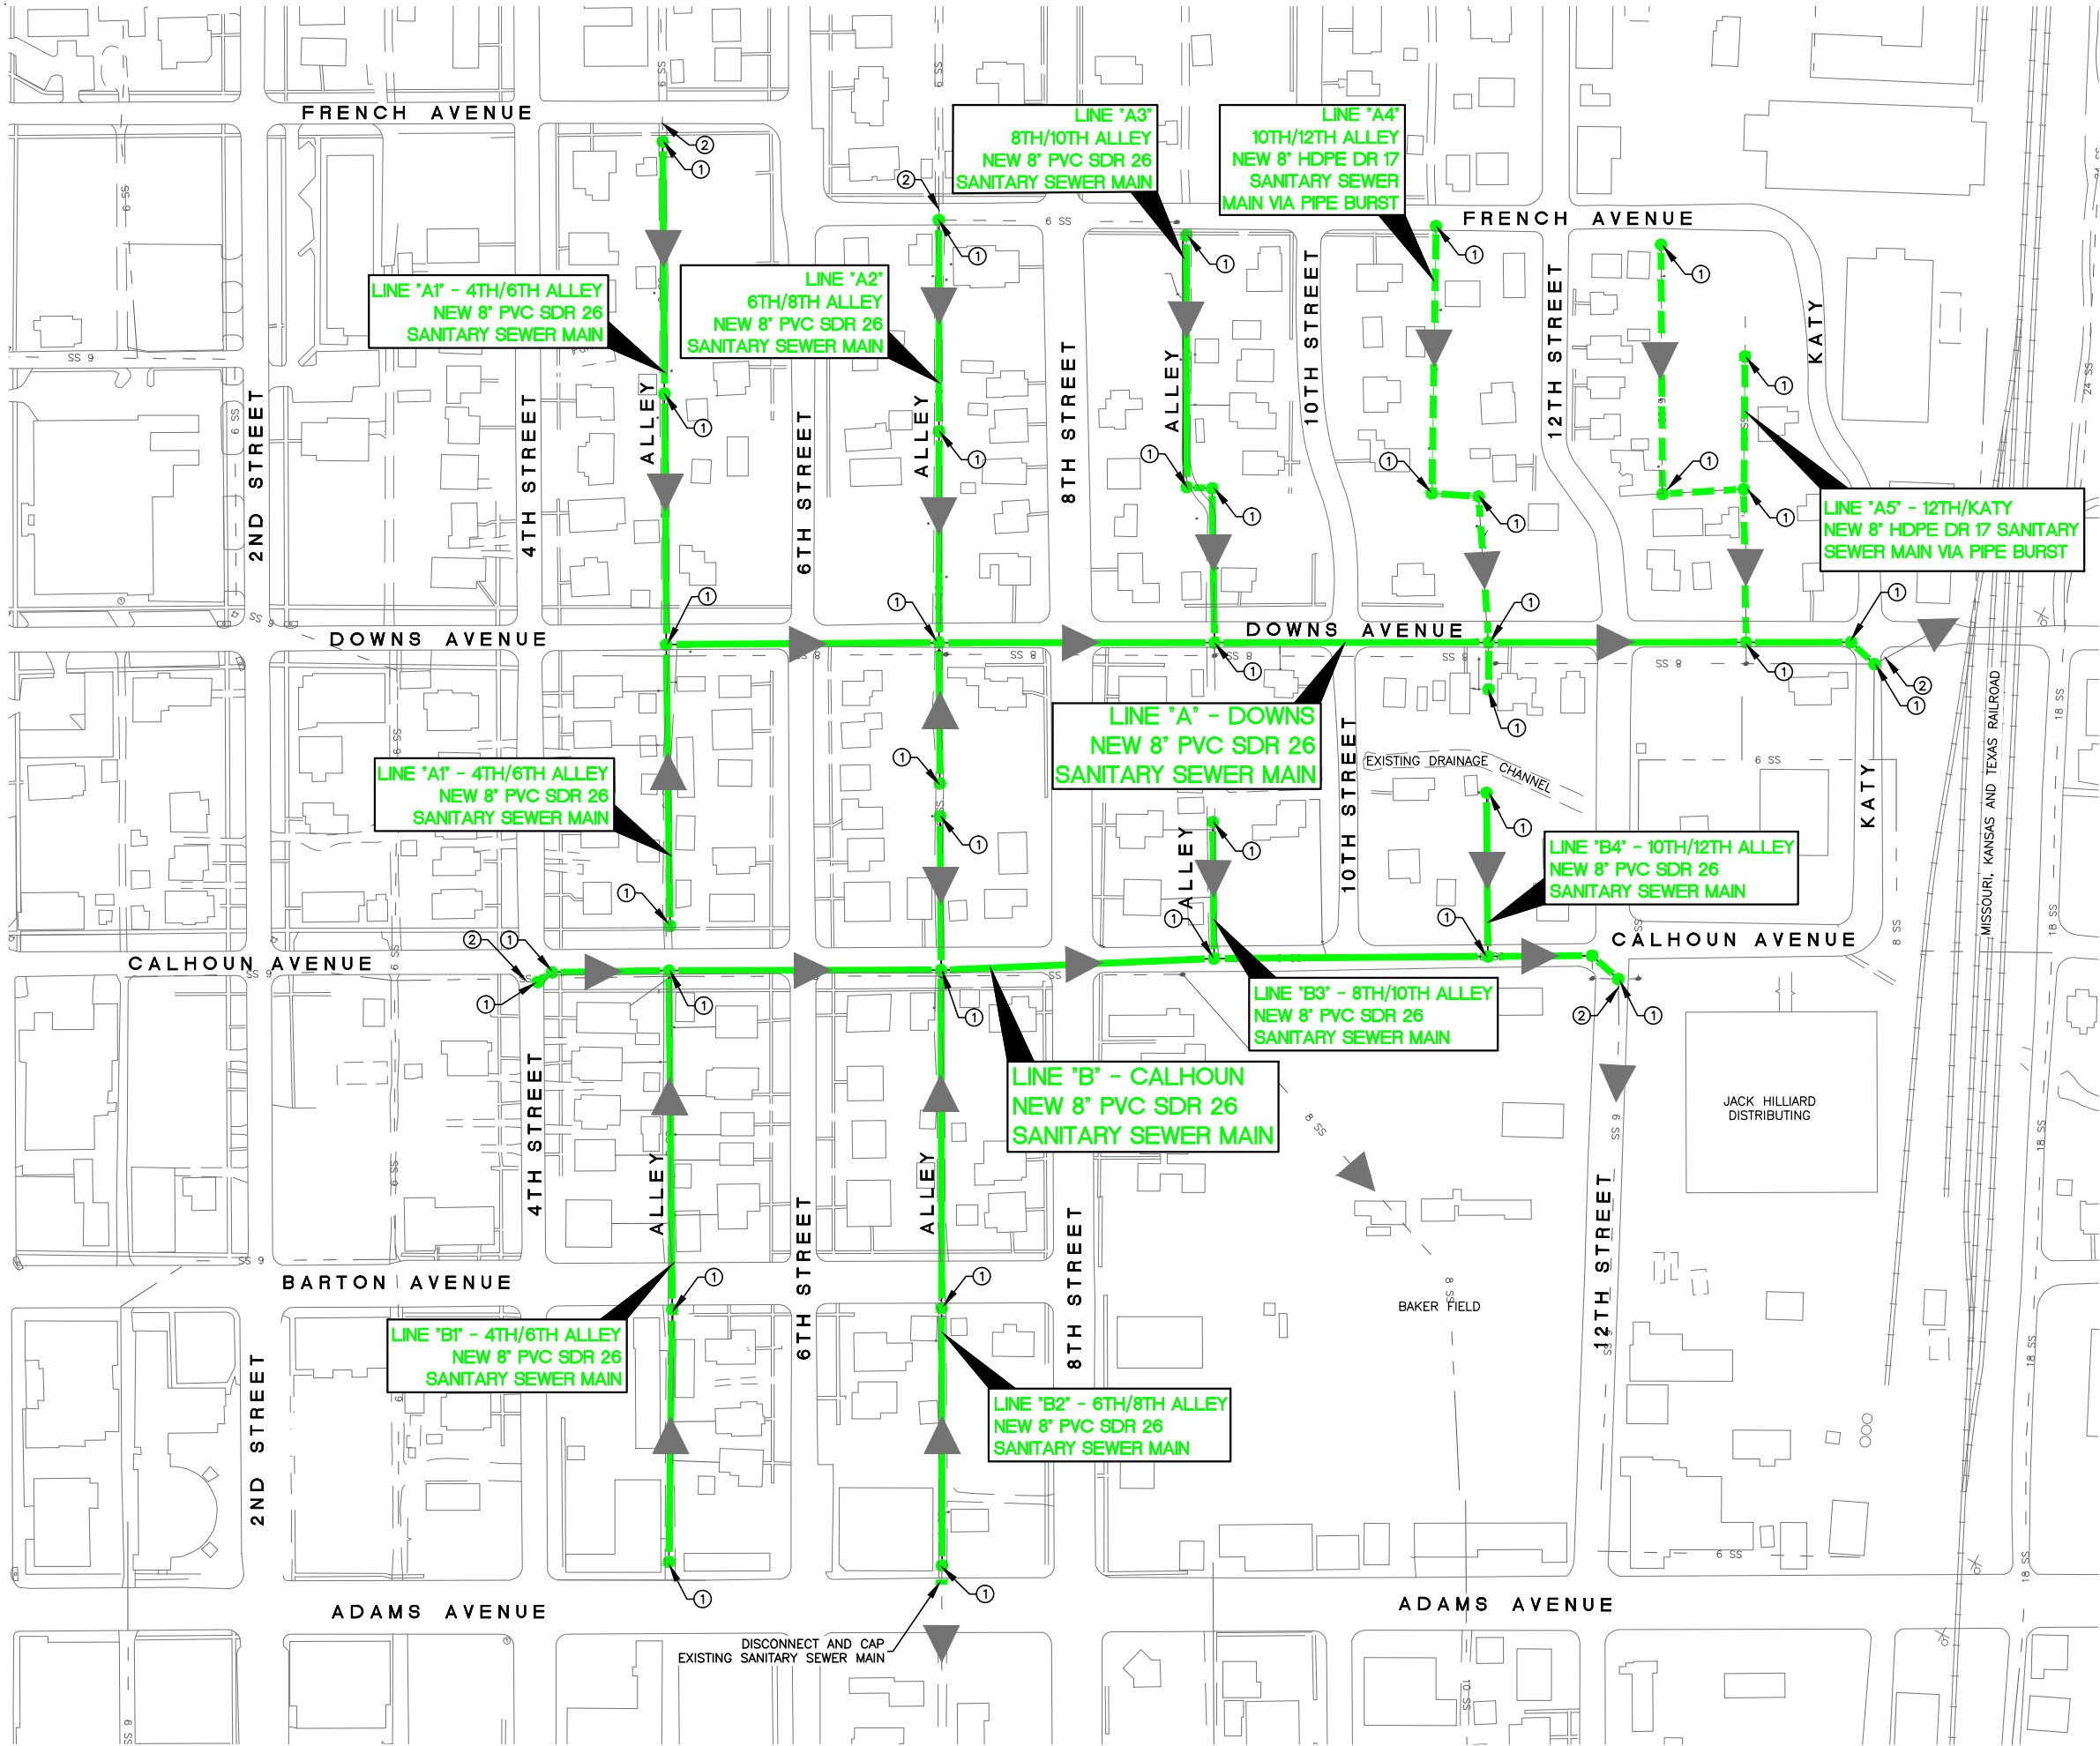 FRENCH AVENUE
LINE "A3"
8TH/10TH ALLEY
NEW 8" PVC SDR 26
SANITARY SEWER MAIN
LINE "A4"
10TH/12TH ALLEY
NEW 8" HDPE DR 17
SANITARY SEWER
MAIN VIA PIPE BURST
FRENCH AVENUE
LINE "A1" - 4TH/6TH ALLEY
NEW 8" PVC SDR 26
SANITARY SEWER MAIN
LINE "A2"
6TH/8TH ALLEY
NEW 8" PVC SDR 26
SANITARY SEWER MAIN
2ND STREET
4TH STREET
ALLEY
6TH STREET
ALLEY
8TH STREET
ALLEY
10TH STREET
12TH STREET
KATY
LINE "A5" - 12TH/KATY
NEW 8" HDPE DR 17 SANITARY
SEWER MAIN VIA PIPE BURST
DOWNS AVENUE
DOWNS AVENUE
LINE "A" - DOWNS
NEW 8" PVC SDR 26
SANITARY SEWER MAIN
LINE "A1" - 4TH/6TH ALLEY
NEW 8" PVC SDR 26
SANITARY SEWER MAIN
EXISTING DRAINAGE CHANNEL
10TH STREET
ALLEY
KATY
MISSOURI, KANSAS AND TEXAS RAILROAD
LINE "B4" - 10TH/12TH ALLEY
NEW 8" PVC SDR 26
SANITARY SEWER MAIN
CALHOUN AVENUE
CALHOUN AVENUE
LINE "B3" - 8TH/10TH ALLEY
NEW 8" PVC SDR 26
SANITARY SEWER MAIN
LINE "B" - CALHOUN
NEW 8" PVC SDR 26
SANITARY SEWER MAIN
JACK HILLIARD
DISTRIBUTING
4TH STREET
ALLEY
6TH STREET
ALLEY
8TH STREET
12TH STREET
BARTON AVENUE
BAKER FIELD
LINE "B1" - 4TH/6TH ALLEY
NEW 8" PVC SDR 26
SANITARY SEWER MAIN
2ND STREET
LINE "B2" - 6TH/8TH ALLEY
NEW 8" PVC SDR 26
SANITARY SEWER MAIN
ADAMS AVENUE
ADAMS AVENUE
DISCONNECT AND CAP
EXISTING SANITARY SEWER MAIN